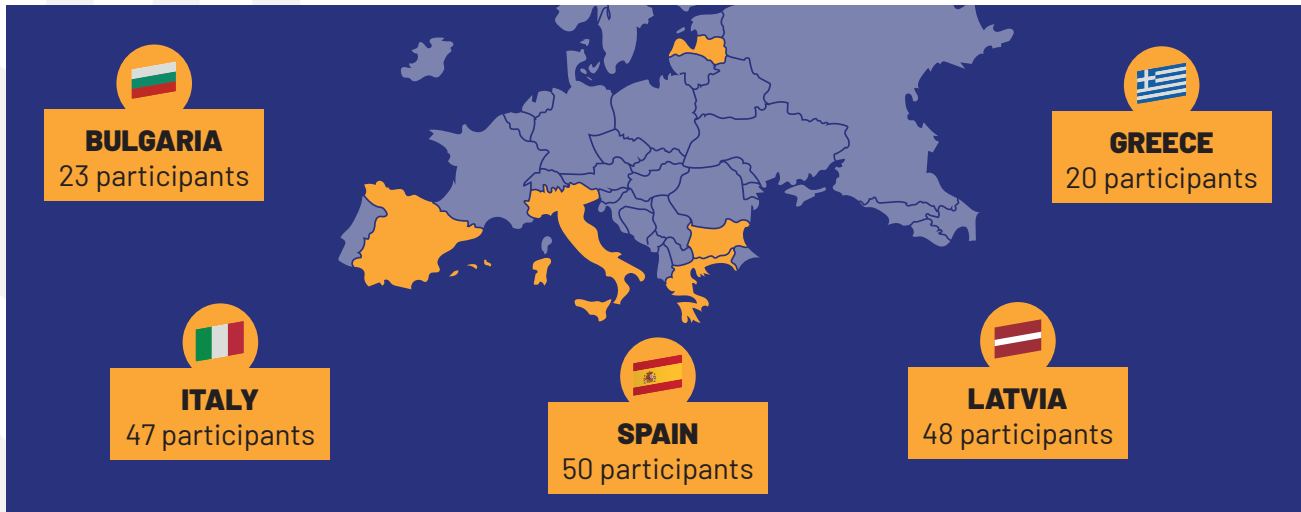 BULGARIA
23 participants
GREECE
20 participants
ITALY
47 participants
SPAIN
50 participants
LATVIA
48 participants